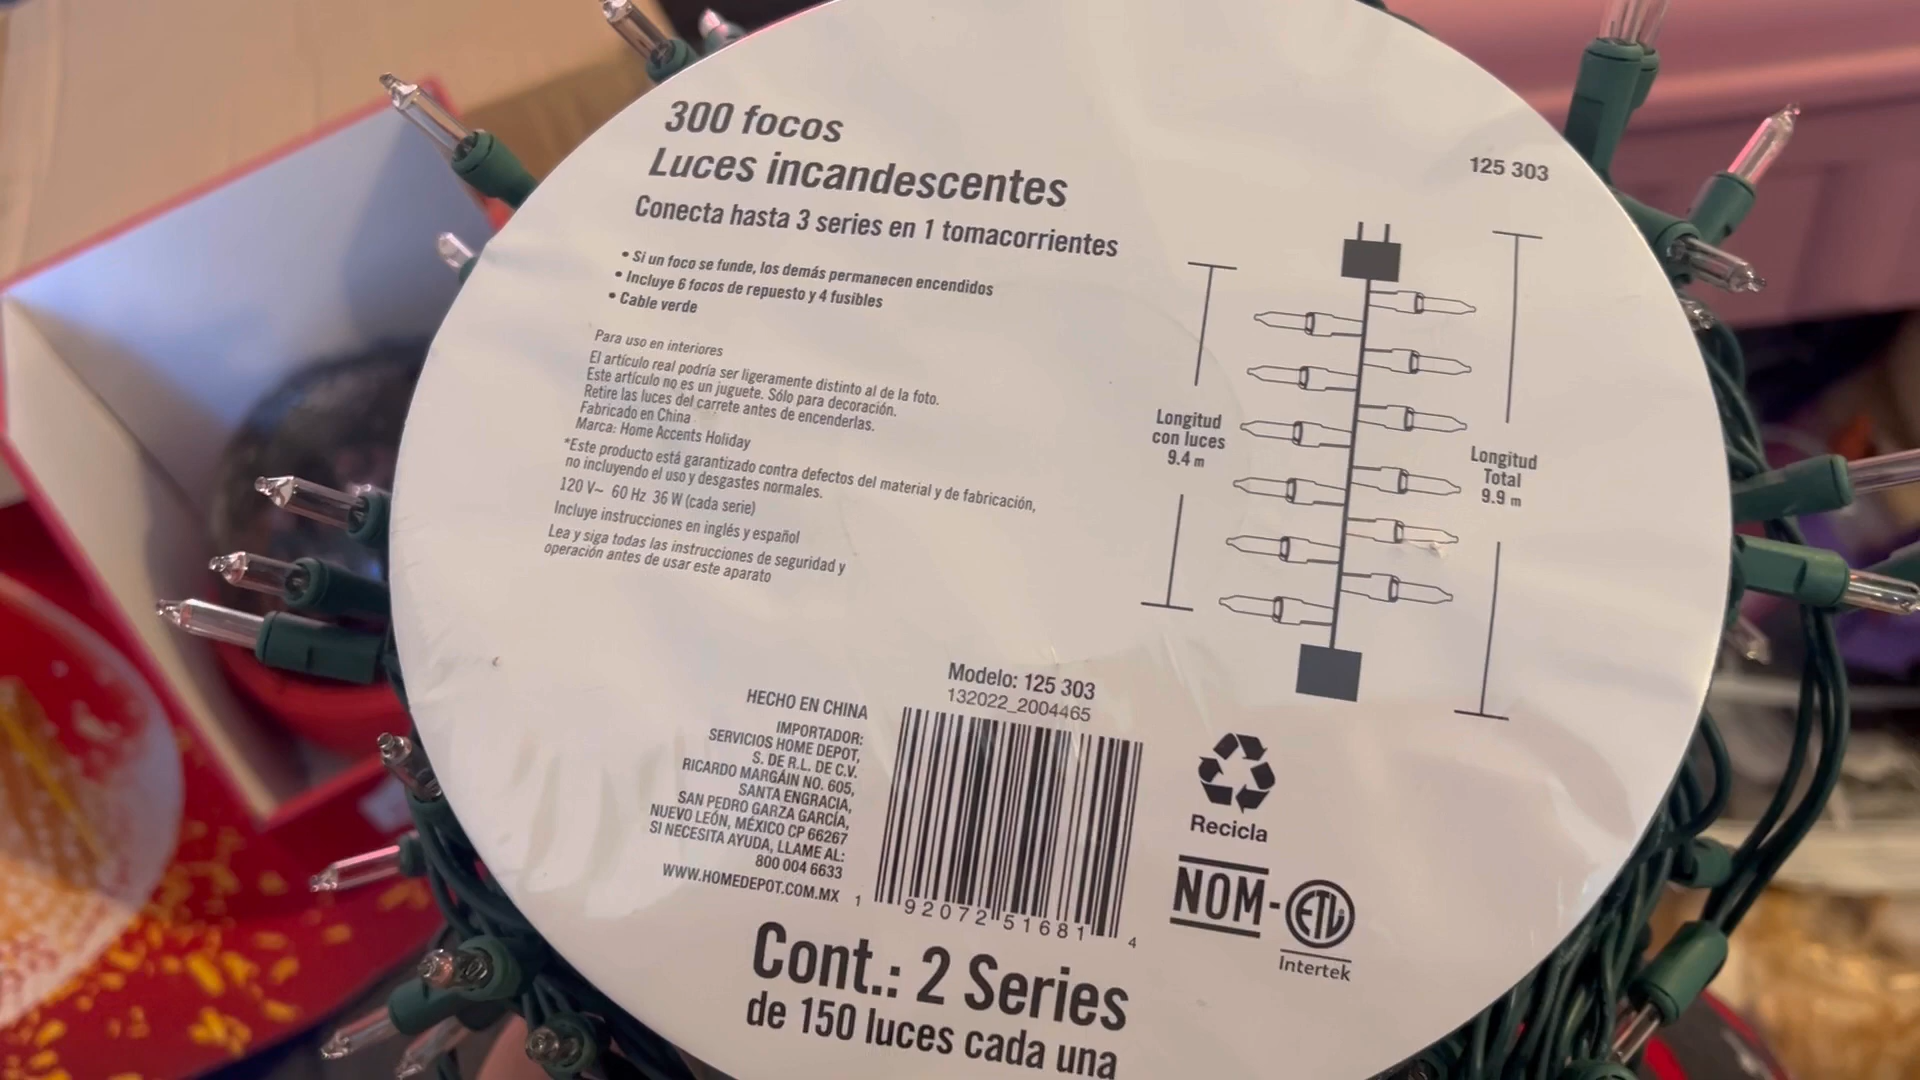 300 focos
Luces incandescentes
Conecta hasta 3 series en 1 tomacorrientes
• Si un foco se funde, los demás permanecen encendidos
• Incluye 6 focos de repuesto y 4 fusibles
• Cable verde
Para uso en interiores
El artículo real podría ser ligeramente distinto al de la foto.
Este artículo no es un juguete. Sólo para decoración.
Retire las luces del carrete antes de encenderlas.
Fabricado en China
Marca: Home Accents Holiday
*Este producto está garantizado contra defectos del material y de fabricación,
no incluyendo el uso y desgastes normales.
120 V~ 60 Hz 36 W (cada serie)
Incluye instrucciones en inglés y español
Lea y siga todas las instrucciones de seguridad y
operación antes de usar este aparato
125 303
Longitud
con luces
9.4 m
Longitud
Total
9.9 m
HECHO EN CHINA
IMPORTADOR:
SERVICIOS HOME DEPOT,
S. DE R.L. DE C.V.
RICARDO MARGÁIN NO. 605,
SANTA ENGRACIA,
SAN PEDRO GARZA GARCÍA,
NUEVO LEÓN, MÉXICO CP 66267
SI NECESITA AYUDA, LLAME AL:
800 004 6633
WWW.HOMEDEPOT.COM.MX
Modelo: 125 303
132022_2004465
1 92072 51681 4
Recicla
NOM-ETL
Intertek
Cont.: 2 Series
de 150 luces cada una